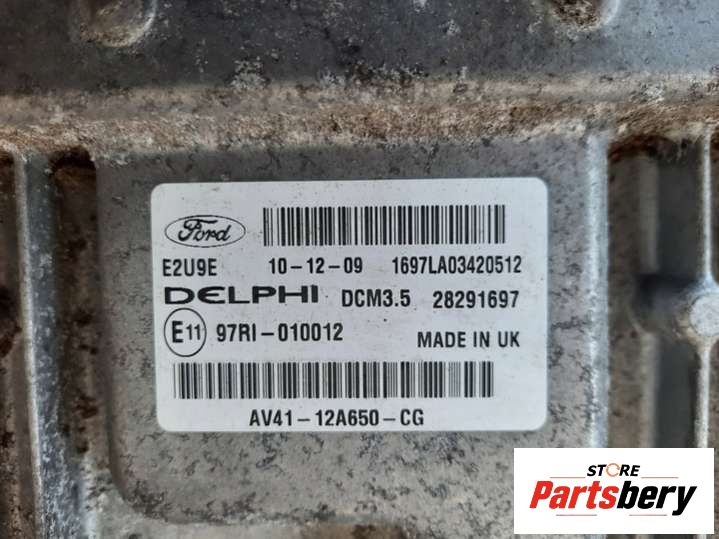 Ford
E2U9E 10-12-09 1697LA03420512
DELPHI DCM3.5 28291697
E11 97RI-010012 MADE IN UK
AV41-12A650-CG
STORE
Partsbery